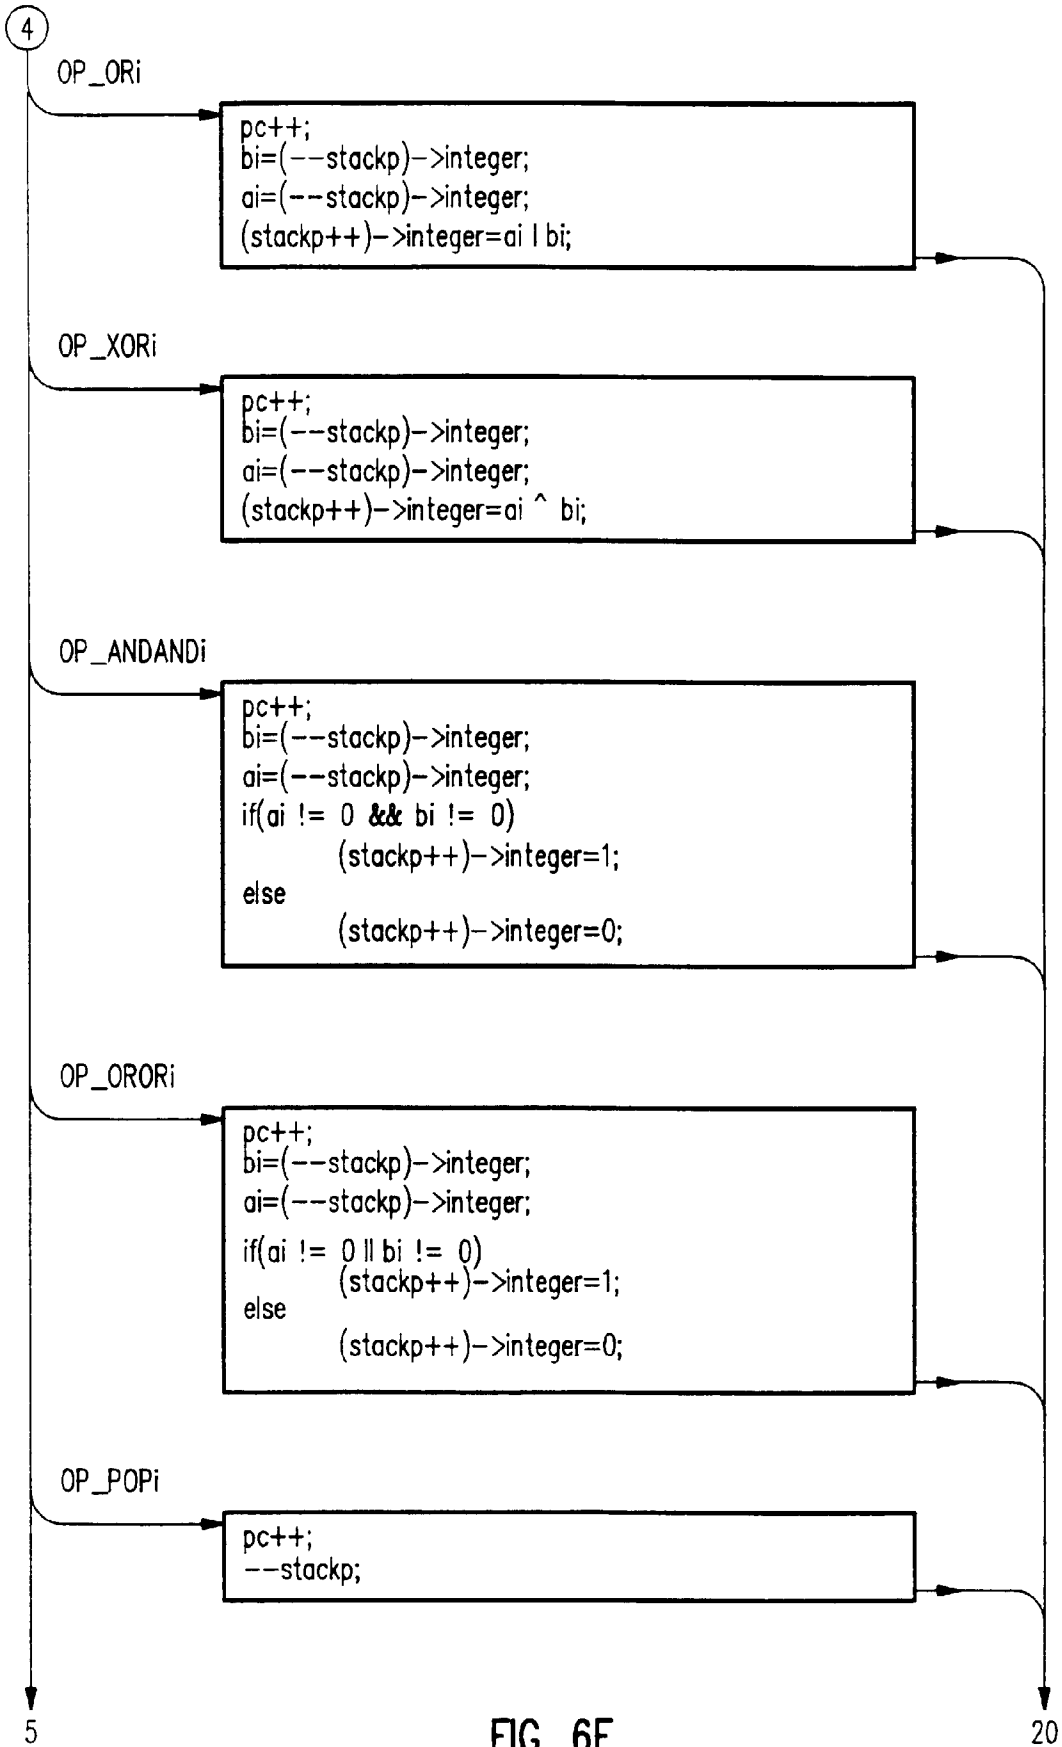 4
OP_ORi
pc++;
bi=(--stackp)->integer;
ai=(--stackp)->integer;
(stackp++)->integer=ai | bi;
OP_XORi
pc++;
bi=(--stackp)->integer;
ai=(--stackp)->integer;
(stackp++)->integer=ai ^ bi;
OP_ANDANDi
pc++;
bi=(--stackp)->integer;
ai=(--stackp)->integer;
if(ai != 0 && bi != 0)
(stackp++)->integer=1;
else
(stackp++)->integer=0;
OP_ORORi
pc++;
bi=(--stackp)->integer;
ai=(--stackp)->integer;
if(ai != 0 || bi != 0)
(stackp++)->integer=1;
else
(stackp++)->integer=0;
OP_POPi
pc++;
--stackp;
5
20